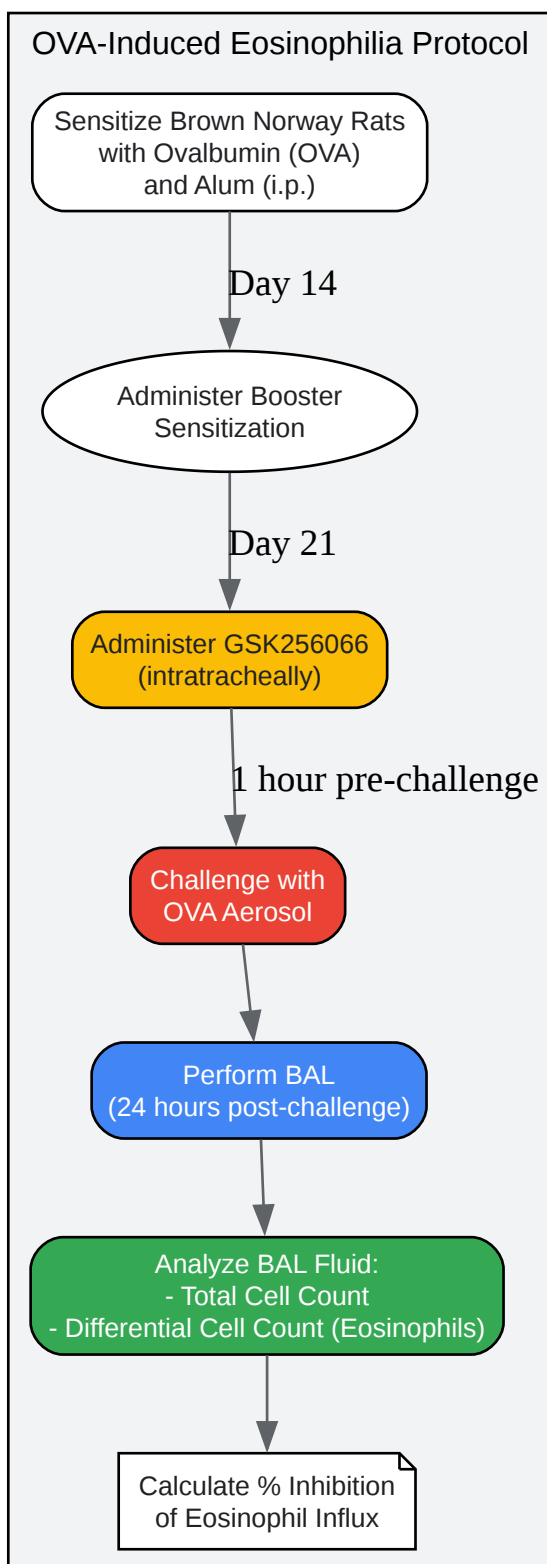 OVA-Induced Eosinophilia Protocol
Sensitize Brown Norway Rats
with Ovalbumin (OVA)
and Alum (i.p.)
Day 14
Administer Booster
Sensitization
Day 21
Administer GSK256066
(intratracheally)
1 hour pre-challenge
Challenge with
OVA Aerosol
Perform BAL
(24 hours post-challenge)
Analyze BAL Fluid:
- Total Cell Count
- Differential Cell Count (Eosinophils)
Calculate % Inhibition
of Eosinophil Influx